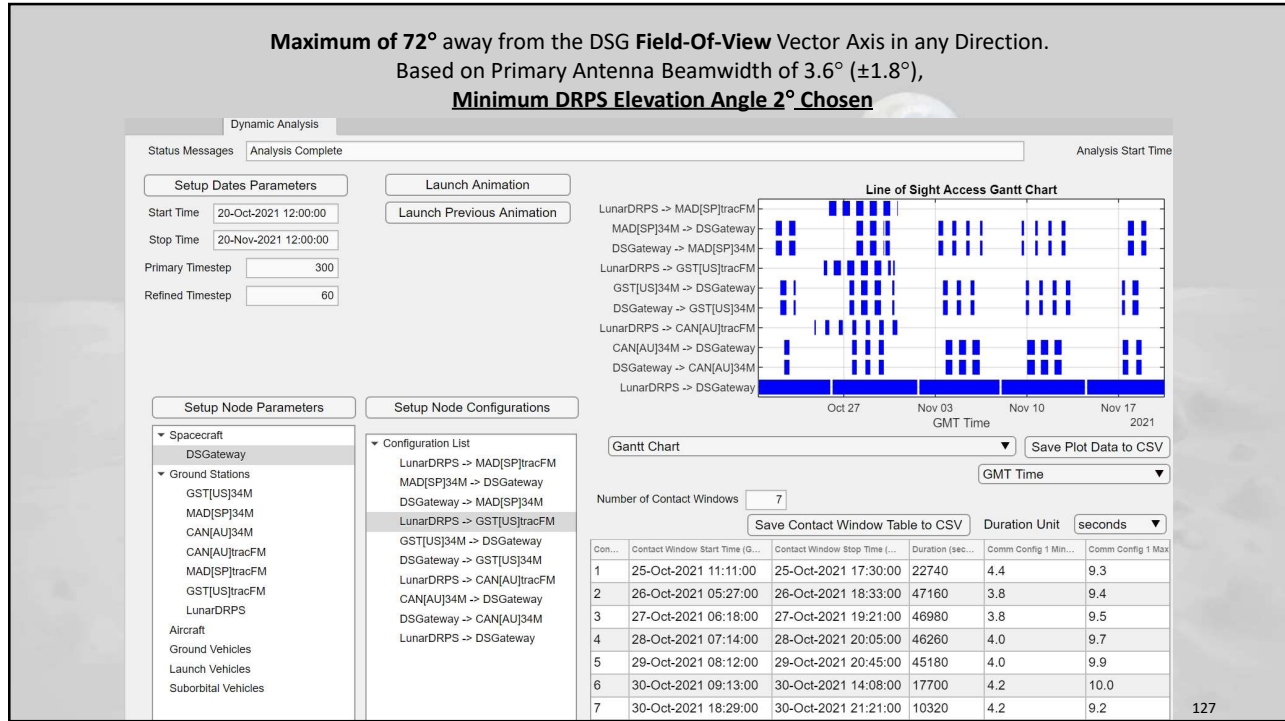 Maximum of 72° away from the DSG Field-Of-View Vector Axis in any Direction.
Based on Primary Antenna Beamwidth of 3.6° (±1.8°),
Minimum DRPS Elevation Angle 2° Chosen
Dynamic Analysis
Status Messages Analysis Complete Analysis Start Time
Setup Dates Parameters
Start Time 20-Oct-2021 12:00:00
Stop Time 20-Nov-2021 12:00:00
Primary Timestep 300
Refined Timestep 60
Launch Animation
Launch Previous Animation
Line of Sight Access Gantt Chart
LunarDRPS -> MAD[SP]tracFM
MAD[SP]34M -> DSGateway
DSGateway -> MAD[SP]34M
LunarDRPS -> GST[US]tracFM
GST[US]34M -> DSGateway
DSGateway -> GST[US]34M
LunarDRPS -> CAN[AU]tracFM
CAN[AU]34M -> DSGateway
DSGateway -> CAN[AU]34M
LunarDRPS -> DSGateway
Oct 27 Nov 03 Nov 10 Nov 17
GMT Time 2021
Setup Node Parameters
Spacecraft
DSGateway
Ground Stations
GST[US]34M
MAD[SP]34M
CAN[AU]34M
CAN[AU]tracFM
MAD[SP]tracFM
GST[US]tracFM
LunarDRPS
Aircraft
Ground Vehicles
Launch Vehicles
Suborbital Vehicles
Setup Node Configurations
Configuration List
LunarDRPS -> MAD[SP]tracFM
MAD[SP]34M -> DSGateway
DSGateway -> MAD[SP]34M
LunarDRPS -> GST[US]tracFM
GST[US]34M -> DSGateway
DSGateway -> GST[US]34M
LunarDRPS -> CAN[AU]tracFM
CAN[AU]34M -> DSGateway
DSGateway -> CAN[AU]34M
LunarDRPS -> DSGateway
Gantt Chart Save Plot Data to CSV
GMT Time
Number of Contact Windows 7
Save Contact Window Table to CSV Duration Unit seconds
Con... Contact Window Start Time (G... Contact Window Stop Time (... Duration (sec... Comm Config 1 Min... Comm Config 1 Max
1 25-Oct-2021 11:11:00 25-Oct-2021 17:30:00 22740 4.4 9.3
2 26-Oct-2021 05:27:00 26-Oct-2021 18:33:00 47160 3.8 9.4
3 27-Oct-2021 06:18:00 27-Oct-2021 19:21:00 46980 3.8 9.5
4 28-Oct-2021 07:14:00 28-Oct-2021 20:05:00 46260 4.0 9.7
5 29-Oct-2021 08:12:00 29-Oct-2021 20:45:00 45180 4.0 9.9
6 30-Oct-2021 09:13:00 30-Oct-2021 14:08:00 17700 4.2 10.0
7 30-Oct-2021 18:29:00 30-Oct-2021 21:21:00 10320 4.2 9.2
127